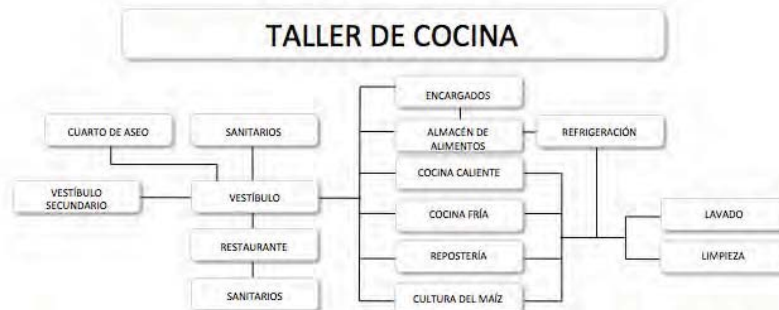 TALLER DE COCINA
ENCARGADOS
CUARTO DE ASEO
SANITARIOS
ALMACÉN DE
ALIMENTOS
REFRIGERACIÓN
COCINA CALIENTE
VESTÍBULO
SECUNDARIO
VESTÍBULO
COCINA FRÍA
LAVADO
RESTAURANTE
REPOSTERÍA
LIMPIEZA
SANITARIOS
CULTURA DEL MAÍZ